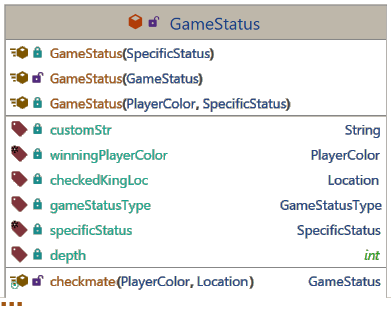 GameStatus
GameStatus(SpecificStatus)
GameStatus(GameStatus)
GameStatus(PlayerColor, SpecificStatus)
customStr String
winningPlayerColor PlayerColor
checkedKingLoc Location
gameStatusType GameStatusType
specificStatus SpecificStatus
depth int
checkmate(PlayerColor, Location) GameStatus